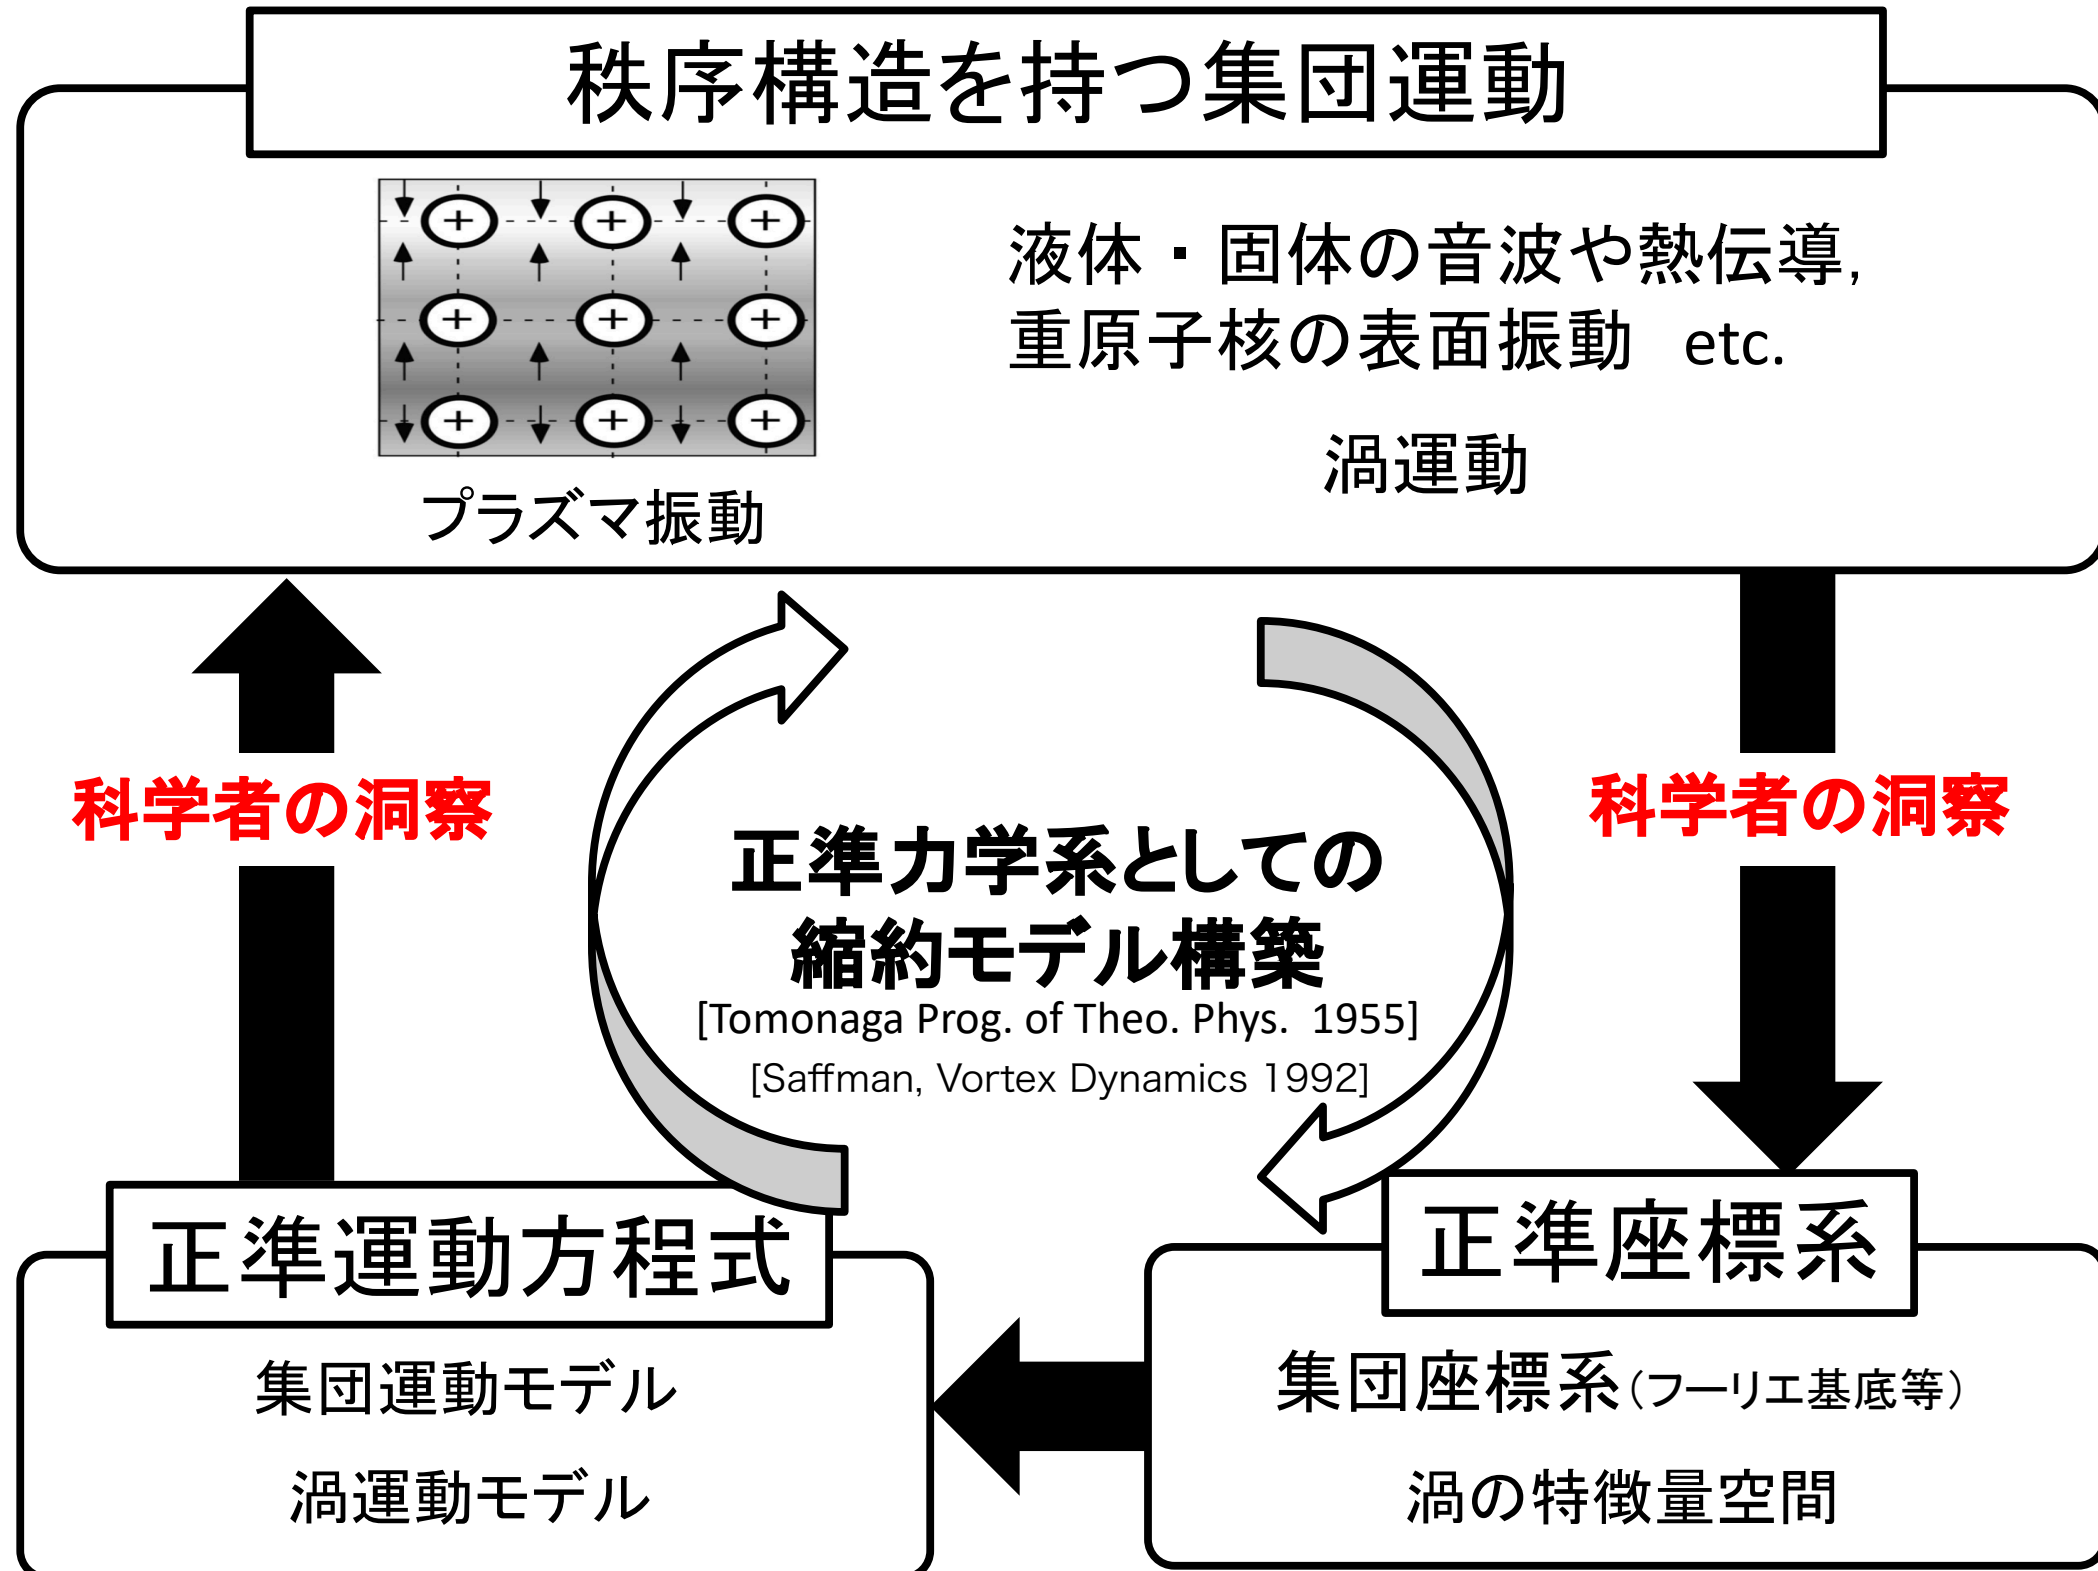 秩序構造を持つ集団運動
+ + +
+ + +
+ + +
プラズマ振動
液体・固体の音波や熱伝導,
重原子核の表面振動 etc.
渦運動
科学者の洞察
科学者の洞察
正準力学系としての
縮約モデル構築
[Tomonaga Prog. of Theo. Phys. 1955]
[Saffman, Vortex Dynamics 1992]
正準運動方程式
集団運動モデル
渦運動モデル
正準座標系
集団座標系(フーリエ基底等)
渦の特徴量空間